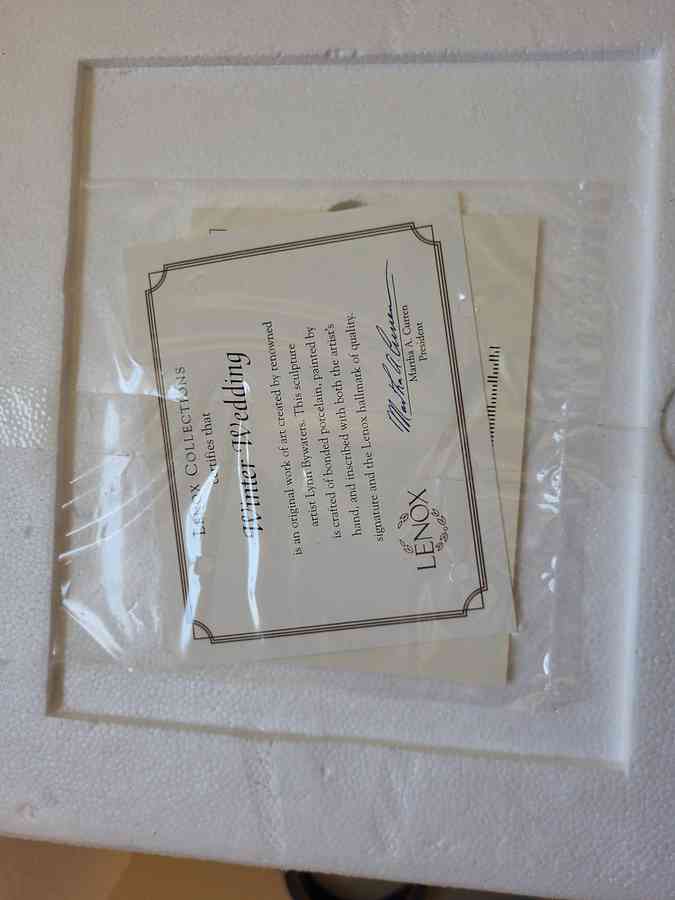 LENOX COLLECTIONS
certifies that
Winter Wedding
is an original work of art created by renowned
artist Lynn Bywaters. This sculpture
is crafted of bonded porcelain, painted by
hand, and inscribed with both the artist's
signature and the Lenox hallmark of quality.
Martha A. Curren
Martha A. Curren
President
LENOX